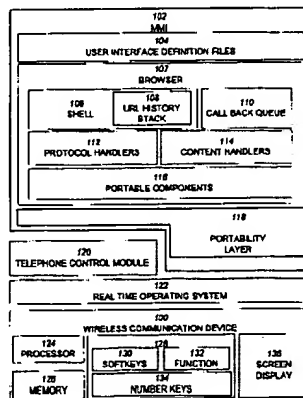 102
MMI
104
USER INTERFACE DEFINITION FILES
107
BROWSER
106
SHELL
108
URL HISTORY
STACK
110
CALL BACK QUEUE
112
PROTOCOL HANDLERS
114
CONTENT HANDLERS
116
PORTABLE COMPONENTS
118
PORTABILITY
LAYER
120
TELEPHONE CONTROL MODULE
122
REAL TIME OPERATING SYSTEM
100
WIRELESS COMMUNICATION DEVICE
124
PROCESSOR
126
MEMORY
128
130
SOFTKEYS
132
FUNCTION
134
NUMBER KEYS
136
SCREEN
DISPLAY